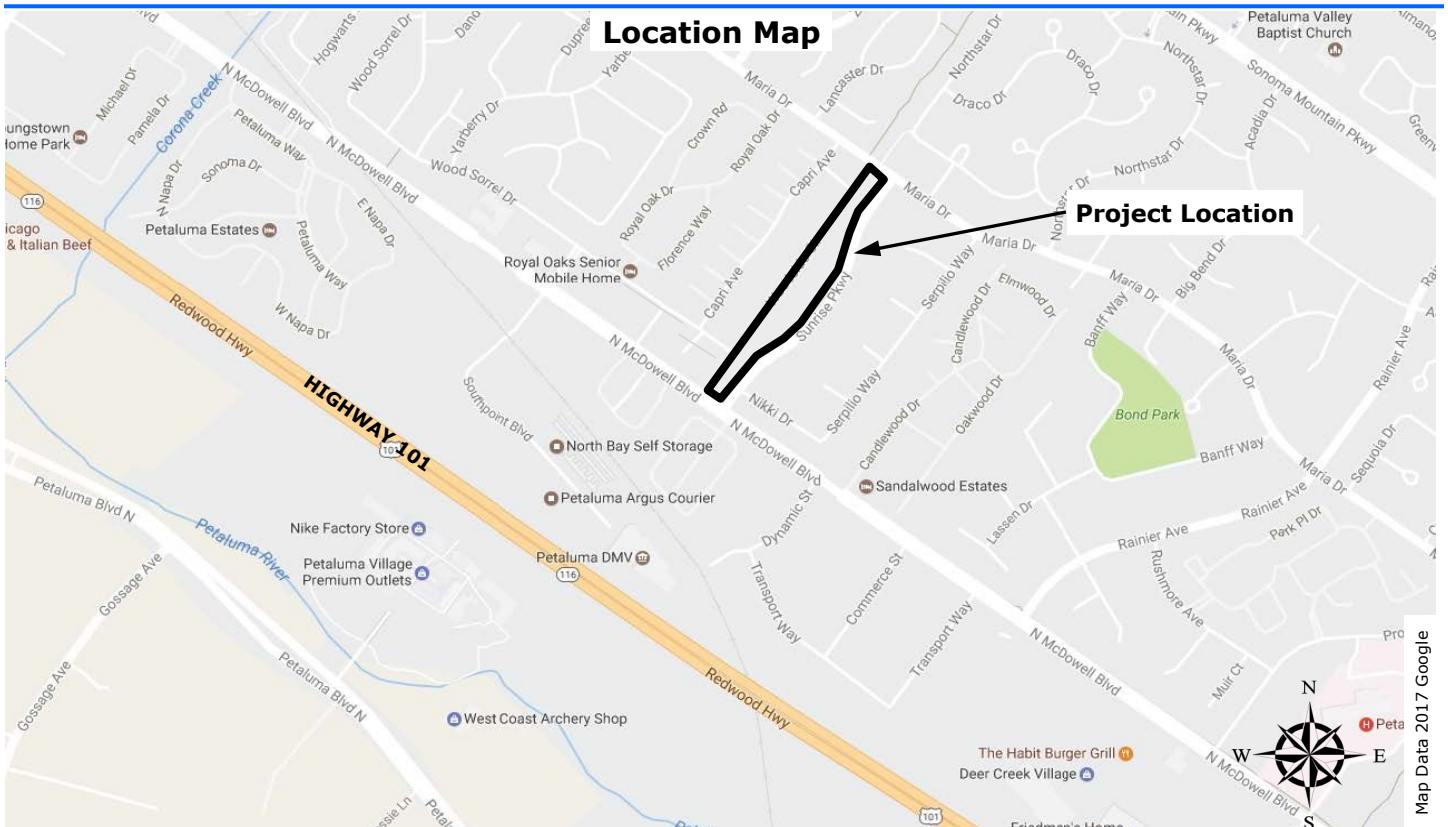 Location Map
Petaluma Valley
Baptist Church
Hogwarts
Wood Sorrel Dr
Yarberry Dr
N McDowell Blvd
Michael Dr
Pamela Dr
Corona Creek
Maria Dr
Lancaster Dr
Northstar Dr
Draco Dr
Draco Dr
Northstar Dr
Sonoma Mountain Pkwy
Acadia Dr
Northstar Dr
Crown Rd
Royal Oak Dr
Capri Ave
Petaluma Way
Sonoma Dr
N Napa Dr
E Napa Dr
Petaluma Way
W Napa Dr
N McDowell Blvd
Wood Sorrel Dr
Royal Oak Dr
Florence Way
Capri Ave
Maria Dr
Project Location
116
& Italian Beef
Petaluma Estates
Royal Oaks Senior
Mobile Home
Sunrise Pkwy
Serpilio Way
Maria Dr
Elmwood Dr
Candlewood Dr
Maria Dr
Big Bend Dr
Banff Way
Redwood Hwy
HIGHWAY 101
101
N McDowell Blvd
Southpoint Blvd
Nikki Dr
Serpilio Way
Candlewood Dr
Oakwood Dr
Bond Park
Maria Dr
Rainier Ave
North Bay Self Storage
N McDowell Blvd
Banff Way
Maria Dr
Sequoia Dr
Petaluma Argus Courier
Sandalwood Estates
Petaluma Blvd N
Petaluma River
Nike Factory Store
Petaluma Village
Premium Outlets
Petaluma DMV
116
Dynamic St
Lassen Dr
Rainier Ave
Rainier Ave
Park Pl Dr
Gossage Ave
Transport Way
Commerce St
Transport Way
Rushmore Ave
Muir Ct
Gossage Ave
Petaluma Blvd N
Redwood Hwy
N McDowell Blvd
West Coast Archery Shop
The Habit Burger Grill
Deer Creek Village
101
N McDowell Blvd
H
N
W
E
S
Map Data 2017 Google